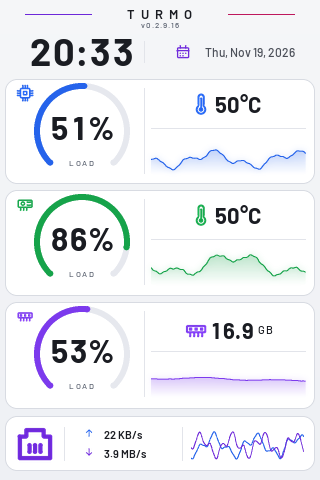 TURMO
v0.2.9.16
20:33
Thu, Nov 19, 2026
51%
LOAD
50°C
86%
LOAD
50°C
53%
LOAD
16.9 GB
↑ 22 KB/s
↓ 3.9 MB/s